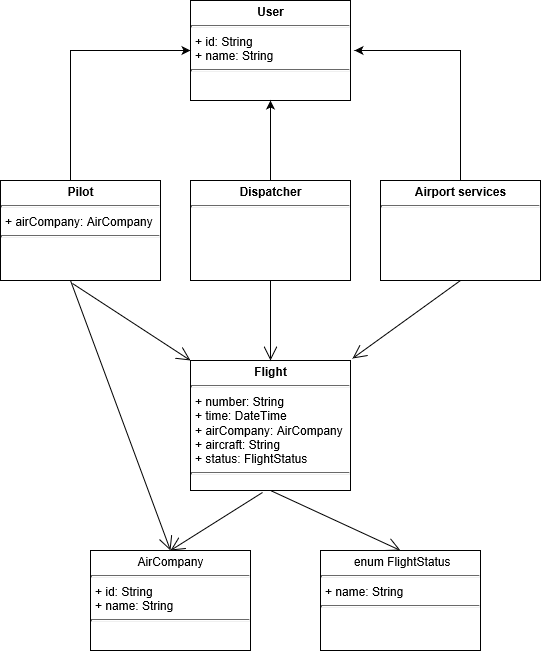 User
+ id: String
+ name: String
Pilot
+ airCompany: AirCompany
Dispatcher
Airport services
Flight
+ number: String
+ time: DateTime
+ airCompany: AirCompany
+ aircraft: String
+ status: FlightStatus
AirCompany
+ id: String
+ name: String
enum FlightStatus
+ name: String